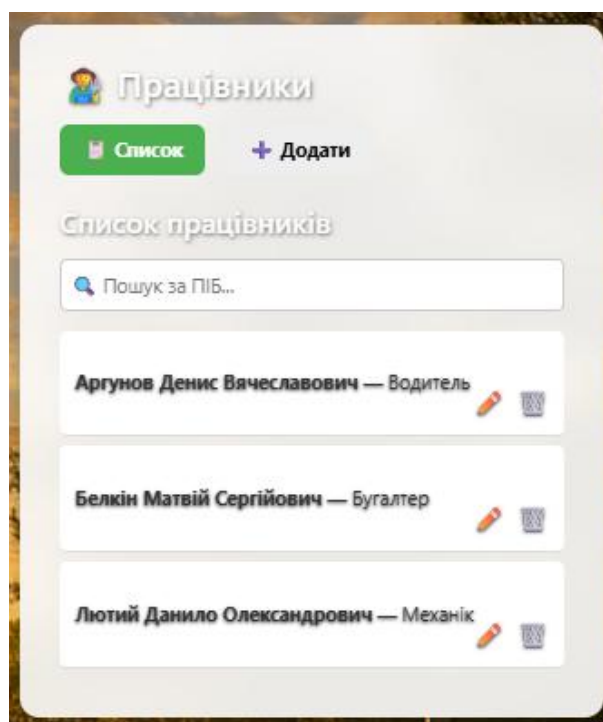 Працівники
Список
Додати
Список працівників
Пошук за ПІБ...
Аргунов Денис Вячеславович — Водитель
Белкін Матвій Сергійович — Бугалтер
Лютий Данило Олександрович — Механік